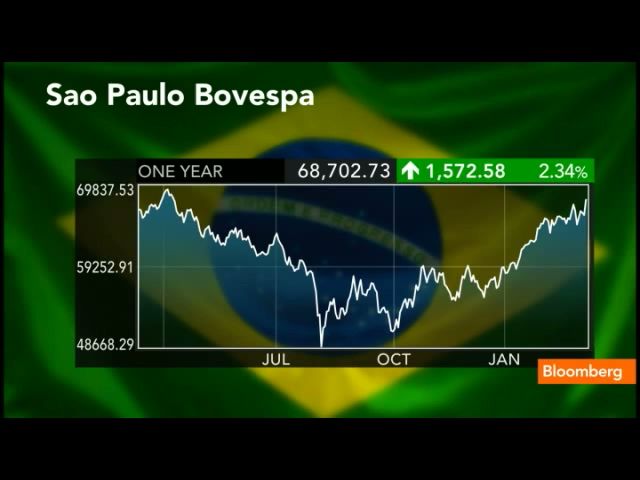 Sao Paulo Bovespa
ONE YEAR 68,702.73 1,572.58 2.34%
69837.53
59252.91
48668.29
JUL OCT JAN
Bloomberg